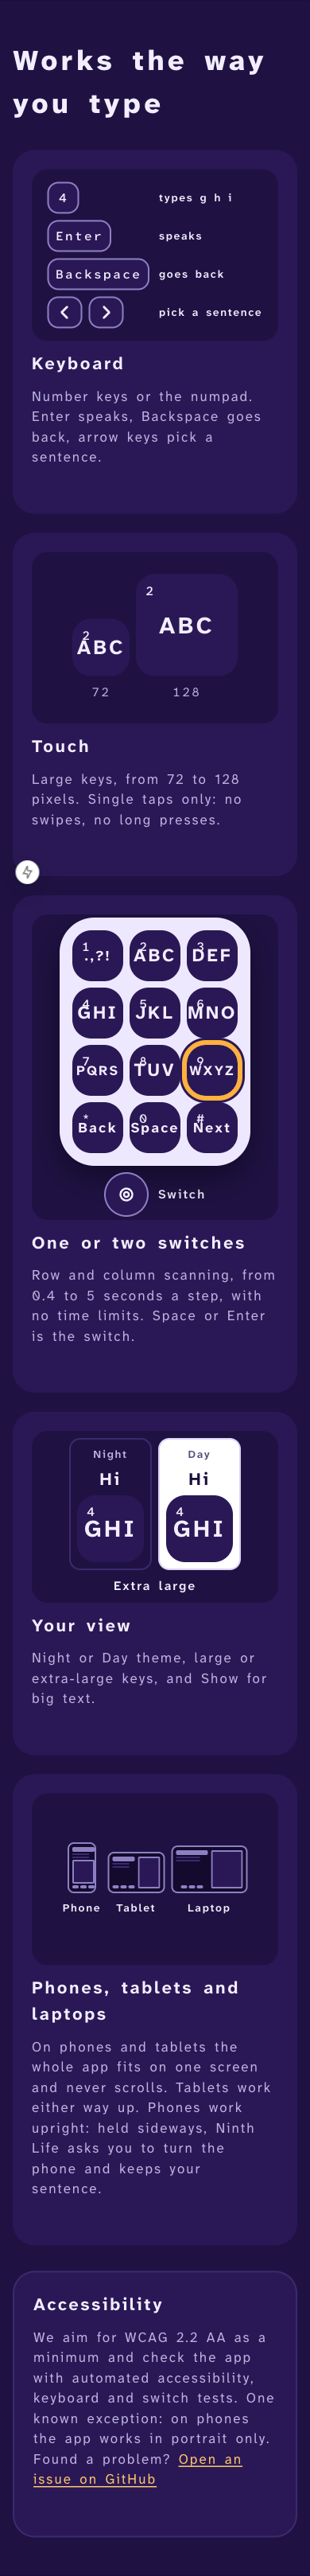 Works the way
you type
4 types g h i
Enter speaks
Backspace goes back
pick a sentence
Keyboard
Number keys or the numpad.
Enter speaks, Backspace goes
back, arrow keys pick a
sentence.
2 ABC
2 ABC
72 128
Touch
Large keys, from 72 to 128
pixels. Single taps only: no
swipes, no long presses.
1 .,?! 2 ABC 3 DEF
4 GHI 5 JKL 6 MNO
7 PQRS 8 TUV 9 WXYZ
* Back 0 Space # Next
Switch
One or two switches
Row and column scanning, from
0.4 to 5 seconds a step, with
no time limits. Space or Enter
is the switch.
Night Day
Hi Hi
4 GHI 4 GHI
Extra large
Your view
Night or Day theme, large or
extra-large keys, and Show for
big text.
Phone Tablet Laptop
Phones, tablets and
laptops
On phones and tablets the
whole app fits on one screen
and never scrolls. Tablets work
either way up. Phones work
upright: held sideways, Ninth
Life asks you to turn the
phone and keeps your
sentence.
Accessibility
We aim for WCAG 2.2 AA as a
minimum and check the app
with automated accessibility,
keyboard and switch tests. One
known exception: on phones
the app works in portrait only.
Found a problem? Open an
issue on GitHub